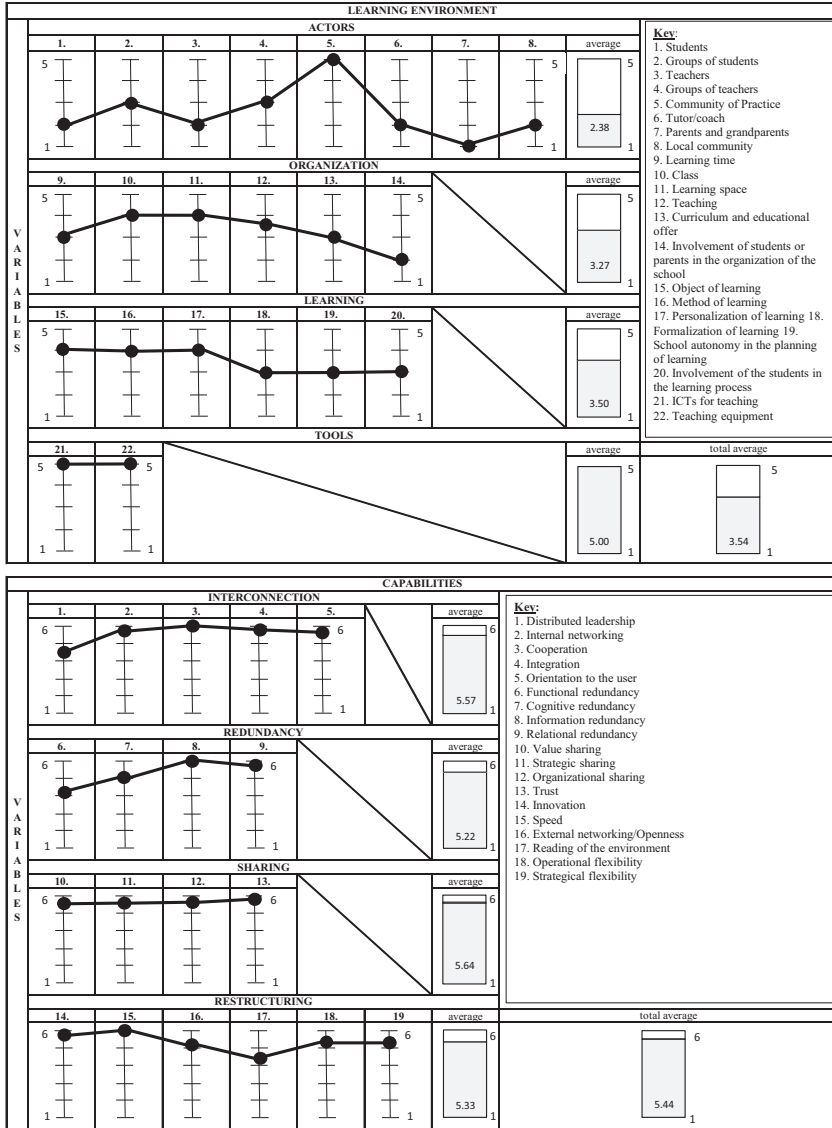 LEARNING ENVIRONMENT
VARIABLES
ACTORS
1. 2. 3. 4. 5. 6. 7. 8. average
5 5 5
2.38
1 1 1
ORGANIZATION
9. 10. 11. 12. 13. 14. average
5 5 5
3.27
1 1 1
LEARNING
15. 16. 17. 18. 19. 20. average
5 5 5
3.50
1 1 1
TOOLS
21. 22. average total average
5 5 5 5
5.00 3.54
1 1 1 1
Key:
1. Students
2. Groups of students
3. Teachers
4. Groups of teachers
5. Community of Practice
6. Tutor/coach
7. Parents and grandparents
8. Local community
9. Learning time
10. Class
11. Learning space
12. Teaching
13. Curriculum and educational
offer
14. Involvement of students or
parents in the organization of the
school
15. Object of learning
16. Method of learning
17. Personalization of learning 18.
Formalization of learning 19.
School autonomy in the planning
of learning
20. Involvement of the students in
the learning process
21. ICTs for teaching
22. Teaching equipment
CAPABILITIES
VARIABLES
INTERCONNECTION
1. 2. 3. 4. 5. average
6 6 6
5.57
1 1 1
REDUNDANCY
6. 7. 8. 9. average
6 6 6
5.22
1 1 1
SHARING
10. 11. 12. 13. average
6 6 6
5.64
1 1 1
RESTRUCTURING
14. 15. 16. 17. 18. 19 average total average
6 6 6 6
5.33 5.44
1 1 1 1
Key:
1. Distributed leadership
2. Internal networking
3. Cooperation
4. Integration
5. Orientation to the user
6. Functional redundancy
7. Cognitive redundancy
8. Information redundancy
9. Relational redundancy
10. Value sharing
11. Strategic sharing
12. Organizational sharing
13. Trust
14. Innovation
15. Speed
16. External networking/Openness
17. Reading of the environment
18. Operational flexibility
19. Strategical flexibility